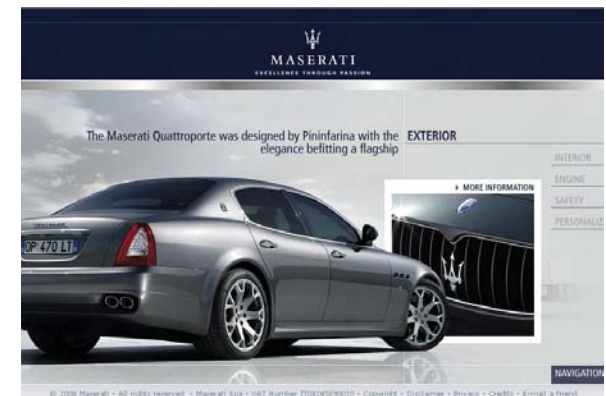 MASERATI
EXCELLENCE THROUGH PASSION
The Maserati Quattroporte was designed by Pininfarina with the
elegance befitting a flagship
EXTERIOR
INTERIOR
ENGINE
SAFETY
PERSONALIZ
MORE INFORMATION
DP 470 LT
NAVIGATION
© 2008 Maserati • All rights reserved • Maserati Spa • VAT Number • Copyright • Disclaimer • Privacy • Credits • E-mail a friend